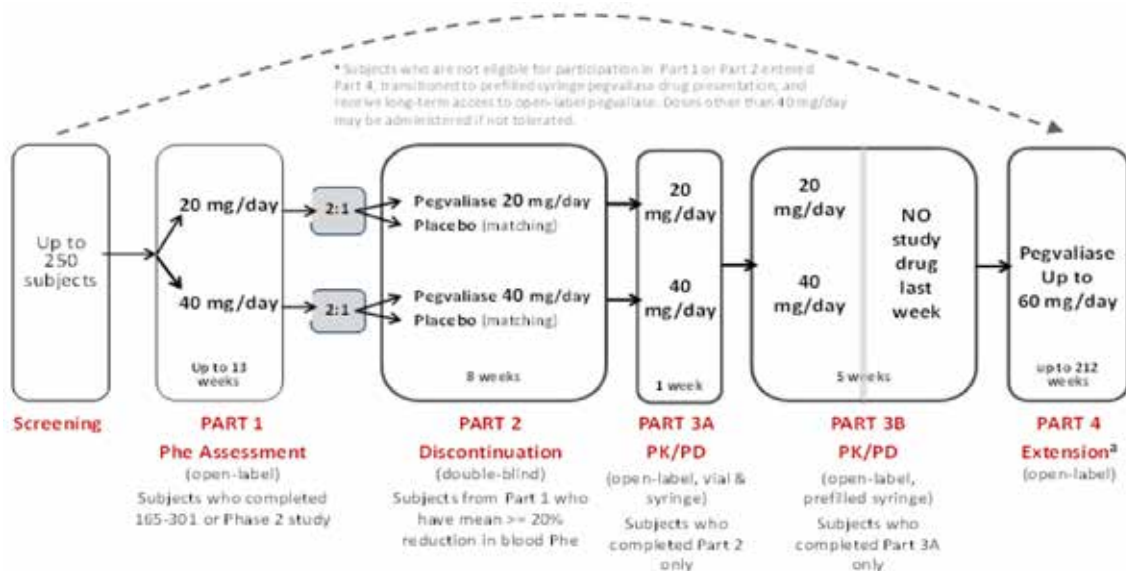 * Subjects who are not eligible for participation in Part 1 or Part 2 entered
Part 4, transitioned to prefilled syringe pegvaliase drug presentation, and
receive long-term access to open-label pegvaliase. Doses other than 40 mg/day
may be administered if not tolerated.
Up to
250
subjects
20 mg/day
40 mg/day
Up to 13
weeks
2:1
2:1
Pegvaliase 20 mg/day
Placebo (matching)
Pegvaliase 40 mg/day
Placebo (matching)
8 weeks
20
mg/day
40
mg/day
1 week
20
mg/day
40
mg/day
NO
study
drug
last
week
5 weeks
Pegvaliase
Up to
60 mg/day
up to 212
weeks
Screening
PART 1
Phe Assessment
(open-label)
Subjects who completed
165-301 or Phase 2 study
PART 2
Discontinuation
(double-blind)
Subjects from Part 1 who
have mean >= 20%
reduction in blood Phe
PART 3A
PK/PD
(open-label, vial &
syringe)
Subjects who
completed Part 2
only
PART 3B
PK/PD
(open-label,
prefilled syringe)
Subjects who
completed Part 3A
only
PART 4
Extensionª
(open-label)